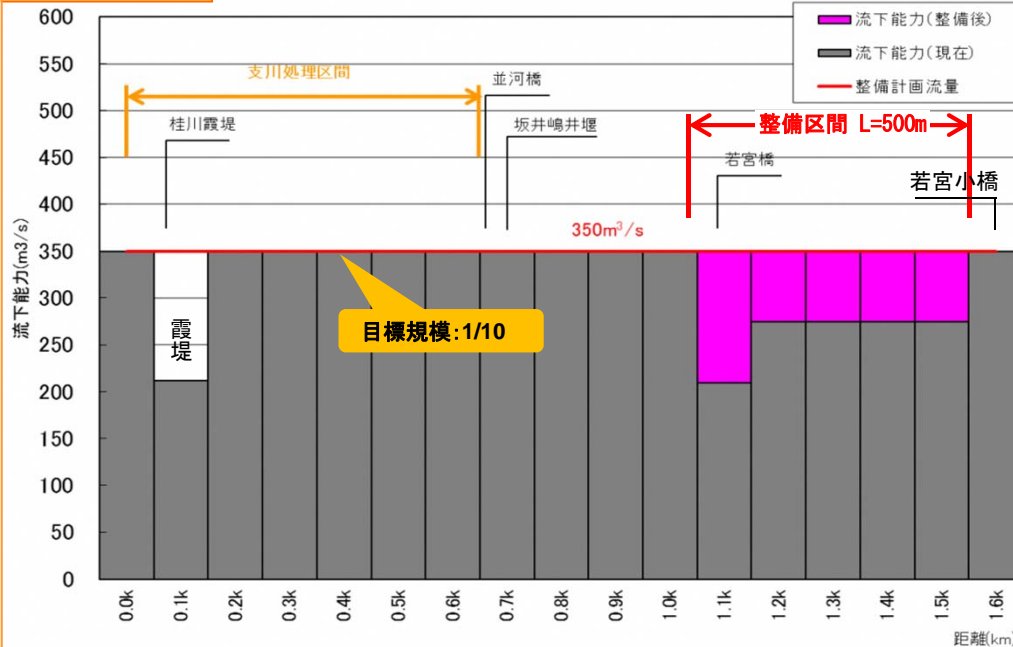 流下能力(整備後)
流下能力(現在)
整備計画流量
支川処理区間
並河橋
桂川霞堤
坂井嶋井堰
整備区間 L=500m
若宮橋
若宮小橋
350m³/s
目標規模:1/10
霞堤
流下能力(m3/s)
600
550
500
450
400
350
300
250
200
150
100
50
0
0.0k
0.1k
0.2k
0.3k
0.4k
0.5k
0.6k
0.7k
0.8k
0.9k
1.0k
1.1k
1.2k
1.3k
1.4k
1.5k
1.6k
距離(km)